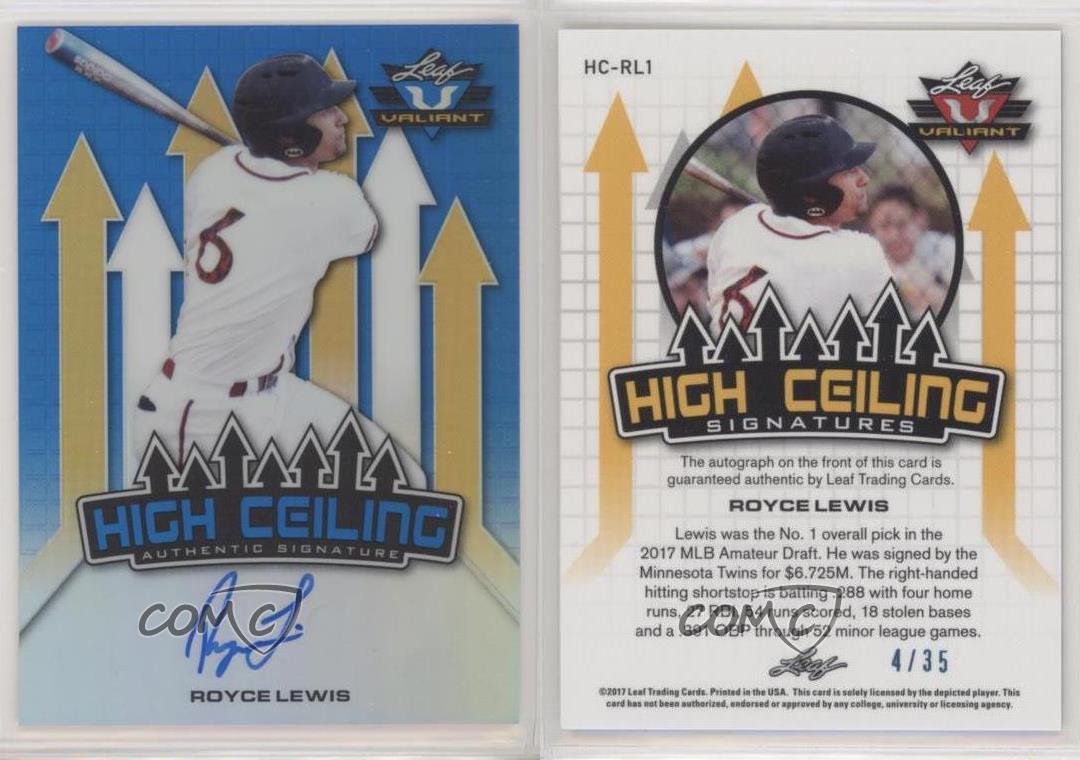 Leaf
VALIANT
6
HIGH CEILING
AUTHENTIC SIGNATURE
COMC
ROYCE LEWIS
HC-RL1
Leaf
VALIANT
6
HIGH CEILING
SIGNATURES
The autograph on the front of this card is
guaranteed authentic by Leaf Trading Cards.
ROYCE LEWIS
Lewis was the No. 1 overall pick in the
2017 MLB Amateur Draft. He was signed by the
Minnesota Twins for $6.725M. The right-handed
hitting shortstop is batting .288 with four home
runs, 27 RBI, 54 runs scored, 18 stolen bases
and a .391 OBP through 52 minor league games.
COMC
Leaf
4/35
©2017 Leaf Trading Cards. Printed in the USA. This card is solely licensed by the depicted player. This
card has not been authorized, endorsed or approved by any college, university or licensing agency.